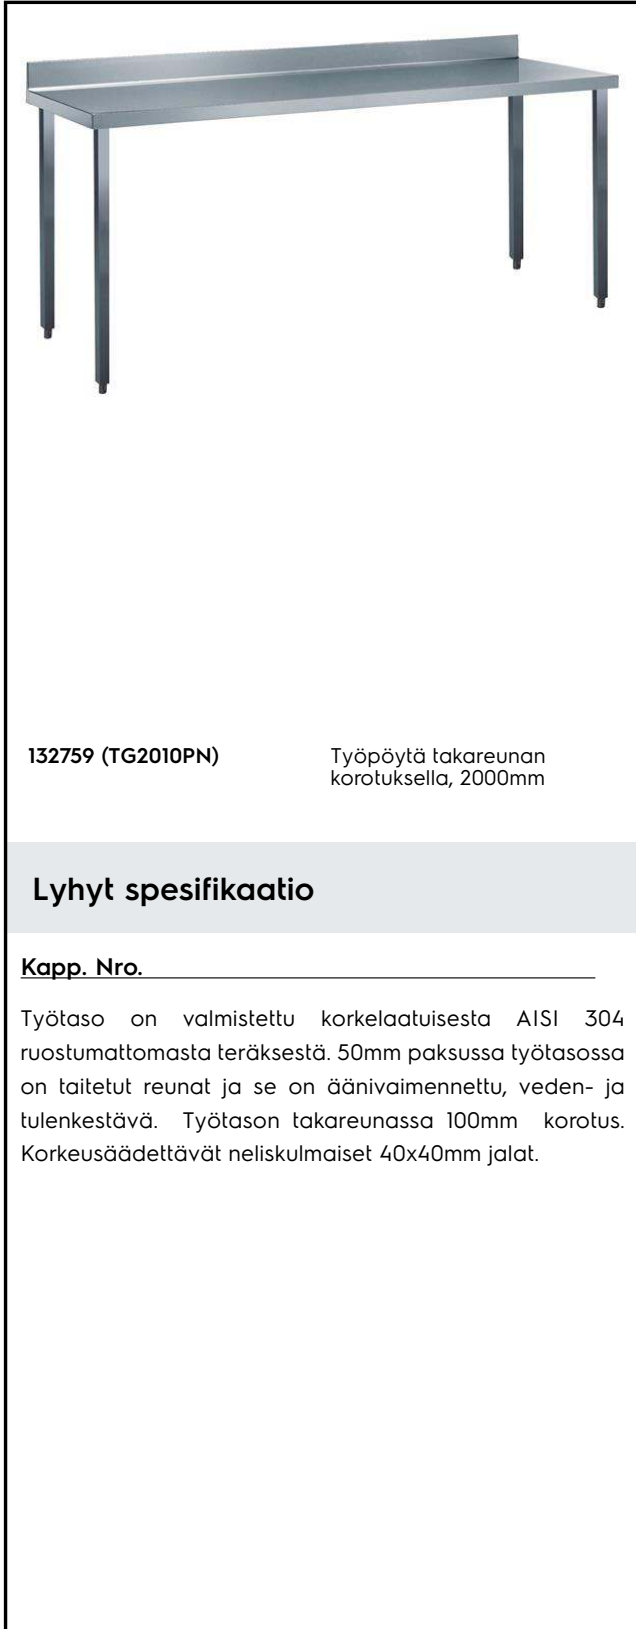 132759 (TG2010PN)
Työpöytä takareunan
korotuksella, 2000mm
Lyhyt spesifikaatio
Kapp. Nro.
Työtaso on valmistettu korkelaatuisesta AISI 304
ruostumattomasta teräksestä. 50mm paksussa työtasossa
on taitetut reunat ja se on äänivaimennettu, veden- ja
tulenkestävä. Työtason takareunassa 100mm korotus.
Korkeusäädettävät neliskulmaiset 40x40mm jalat.